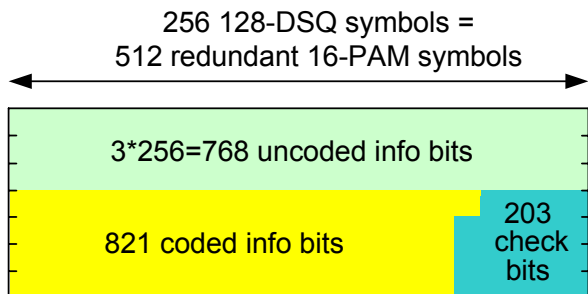 256 128-DSQ symbols =
512 redundant 16-PAM symbols
3*256=768 uncoded info bits
821 coded info bits
203
check
bits